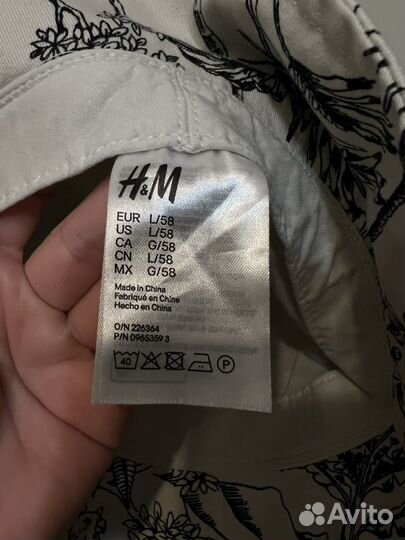 H&M
EUR L/58
US L/58
CA G/58
CN L/58
MX G/58
Made in China
Fabriqué en Chine
Hecho en China
O/N 226364
P/N 0965359 3
40 P
Avito